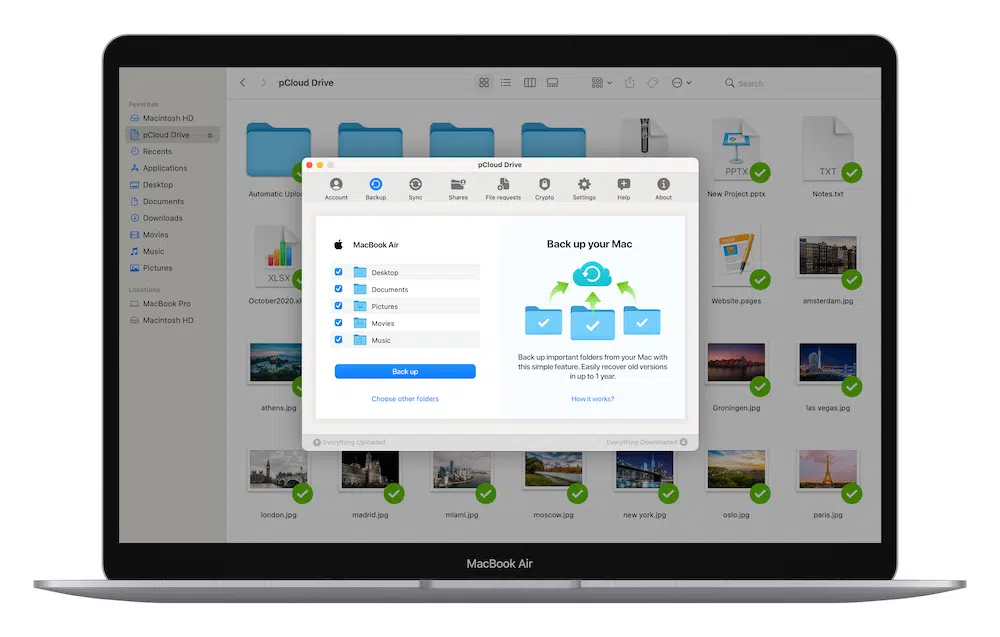 pCloud Drive
Search
Favorites
Macintosh HD
pCloud Drive
Recents
Applications
Desktop
Documents
Downloads
Movies
Music
Pictures
Locations
MacBook Pro
Macintosh HD
PPTX
TXT
Automatic
New Project.pptx
Notes.txt
XLSX
Website.pages
amsterdam.jpg
athens.jpg
Groningen.jpg
las vegas.jpg
london.jpg
madrid.jpg
miami.jpg
moscow.jpg
new york.jpg
oslo.jpg
paris.jpg
pCloud Drive
Account
Backup
Sync
Shares
File requests
Crypto
Settings
Help
About
MacBook Air
Desktop
Documents
Pictures
Movies
Music
Back up
Choose other folders
Back up your Mac
Back up important folders from your Mac with
this simple feature. Easily recover old versions
in up to 1 year.
How it works?
Everything Uploaded
Everything Downloaded
MacBook Air